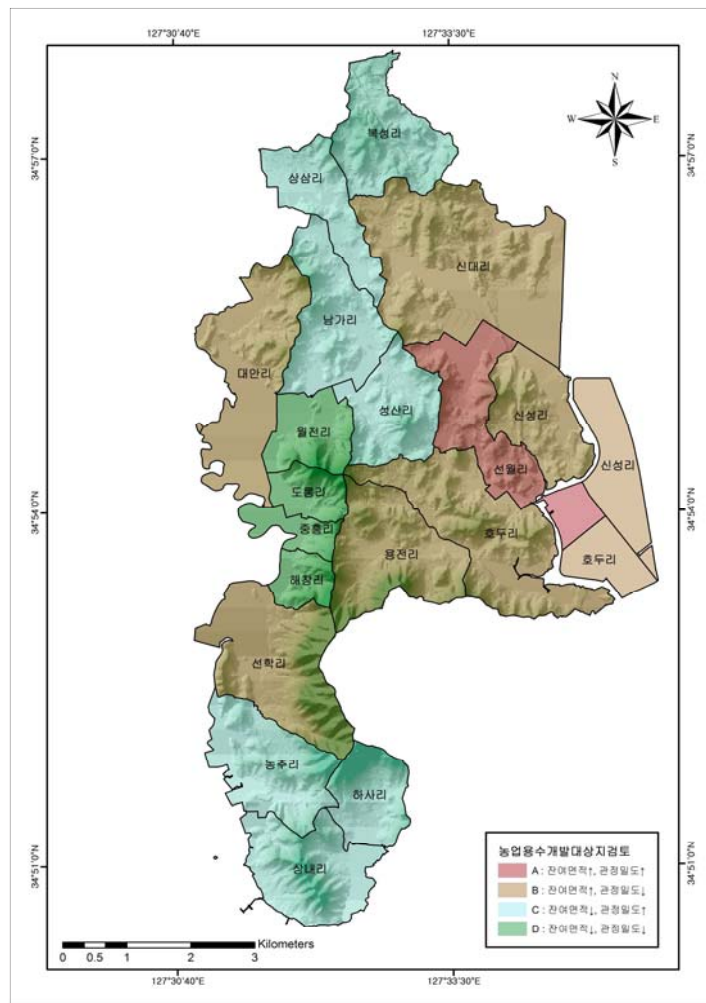 127°30'40"E 127°33'30"E
N
W E
S
34°57'0"N 34°57'0"N
복성리
상삼리
신대리
남가리
대안리
성산리
신성리
월전리
선월리
신성리
도롱리
34°54'0"N 34°54'0"N
중흥리
용전리
호두리
호두리
해창리
선학리
농주리
하사리
상내리
34°51'0"N 34°51'0"N
농업용수개발대상지검토
A : 잔여면적↑, 관정밀도↑
B : 잔여면적↑, 관정밀도↓
C : 잔여면적↓, 관정밀도↑
D : 잔여면적↓, 관정밀도↓
Kilometers
0 0.5 1 2 3
127°30'40"E 127°33'30"E